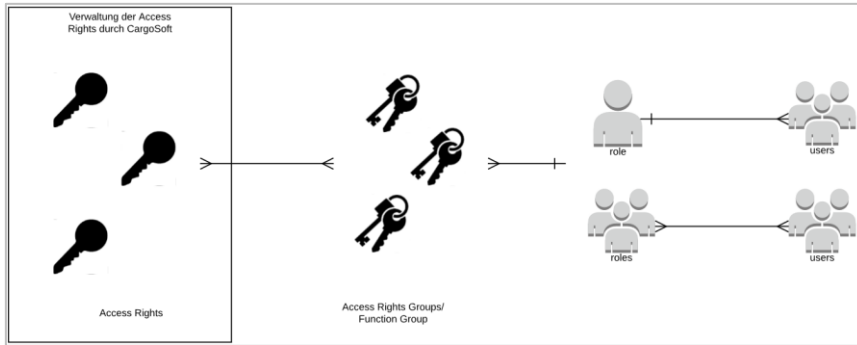 Verwaltung der Access
Rights durch CargoSoft
role
users
roles
users
Access Rights Groups/
Function Group
Access Rights